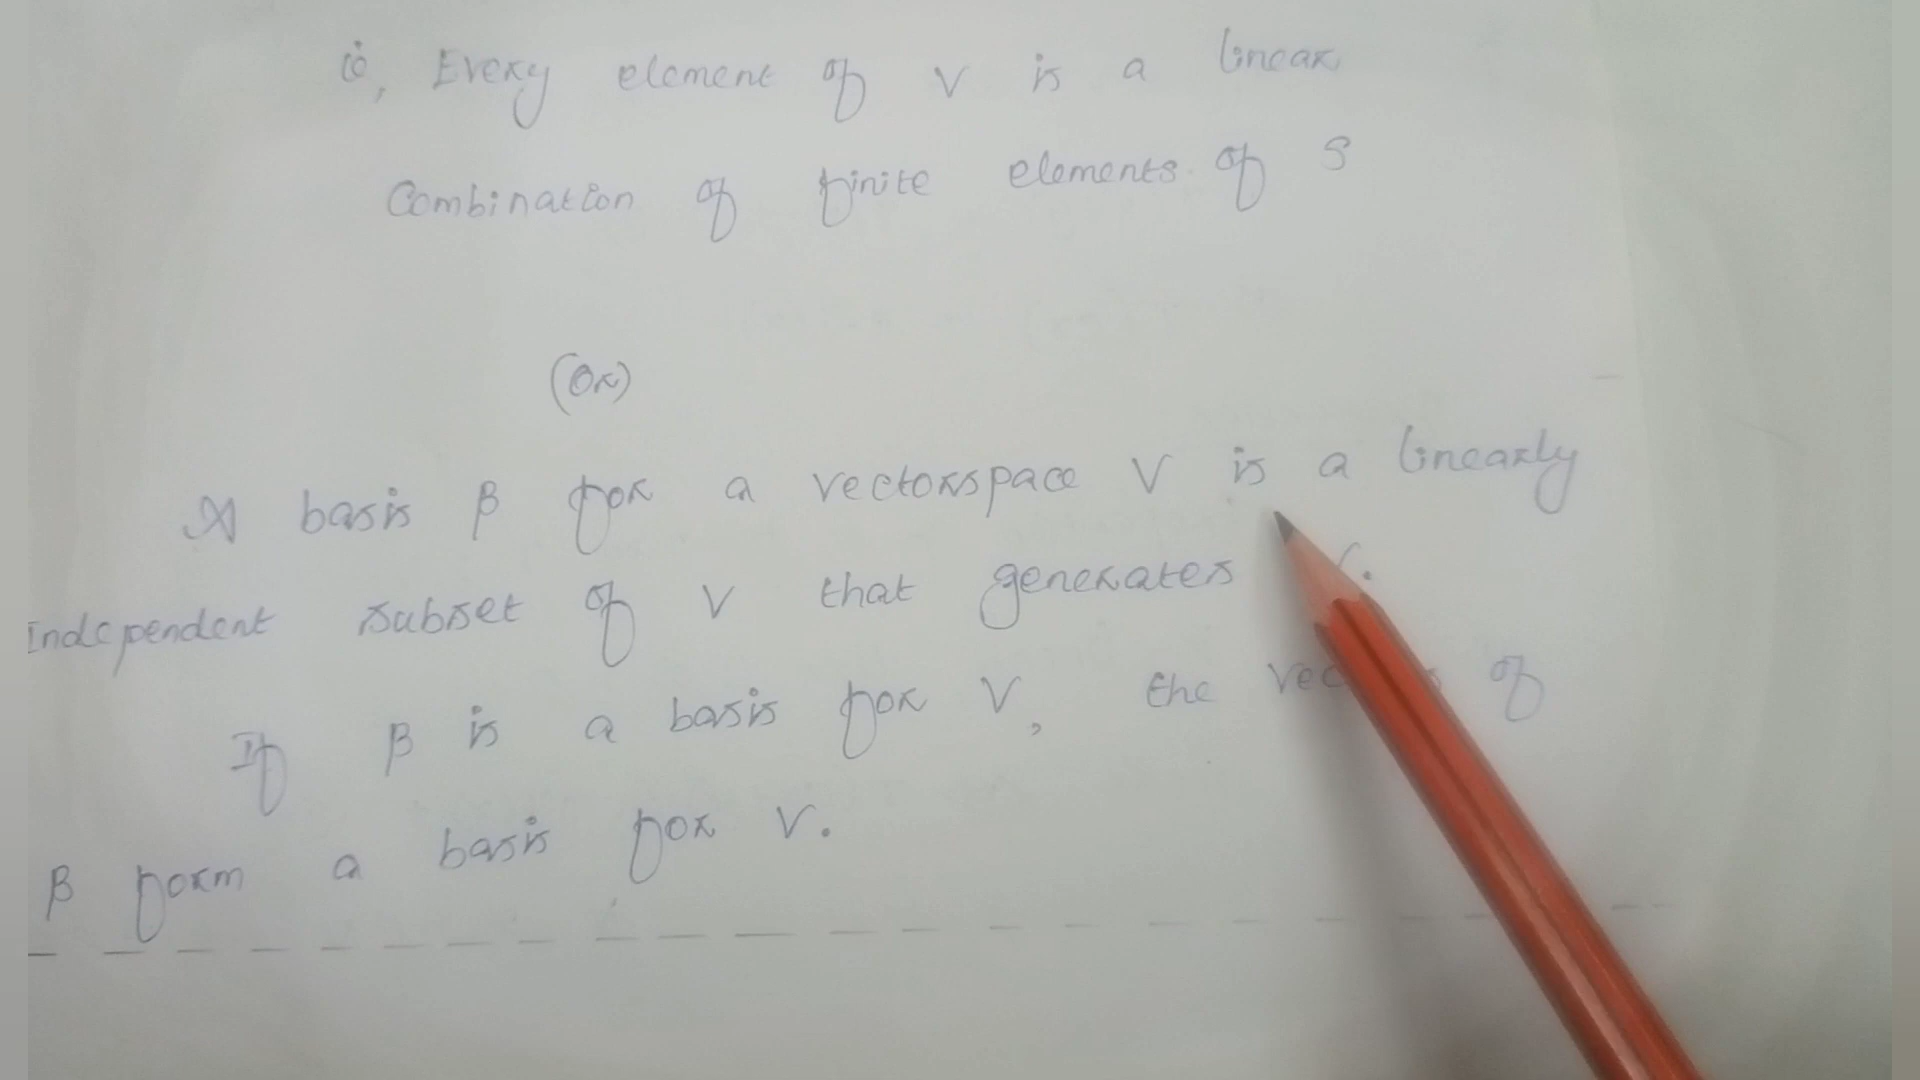 ie, Every element of V is a linear
Combination of finite elements of S
(Or)
A basis β for a vectorspace V is a linearly
Independent subset of V that generates V.
If β is a basis for V, the of
β form a basis for V.